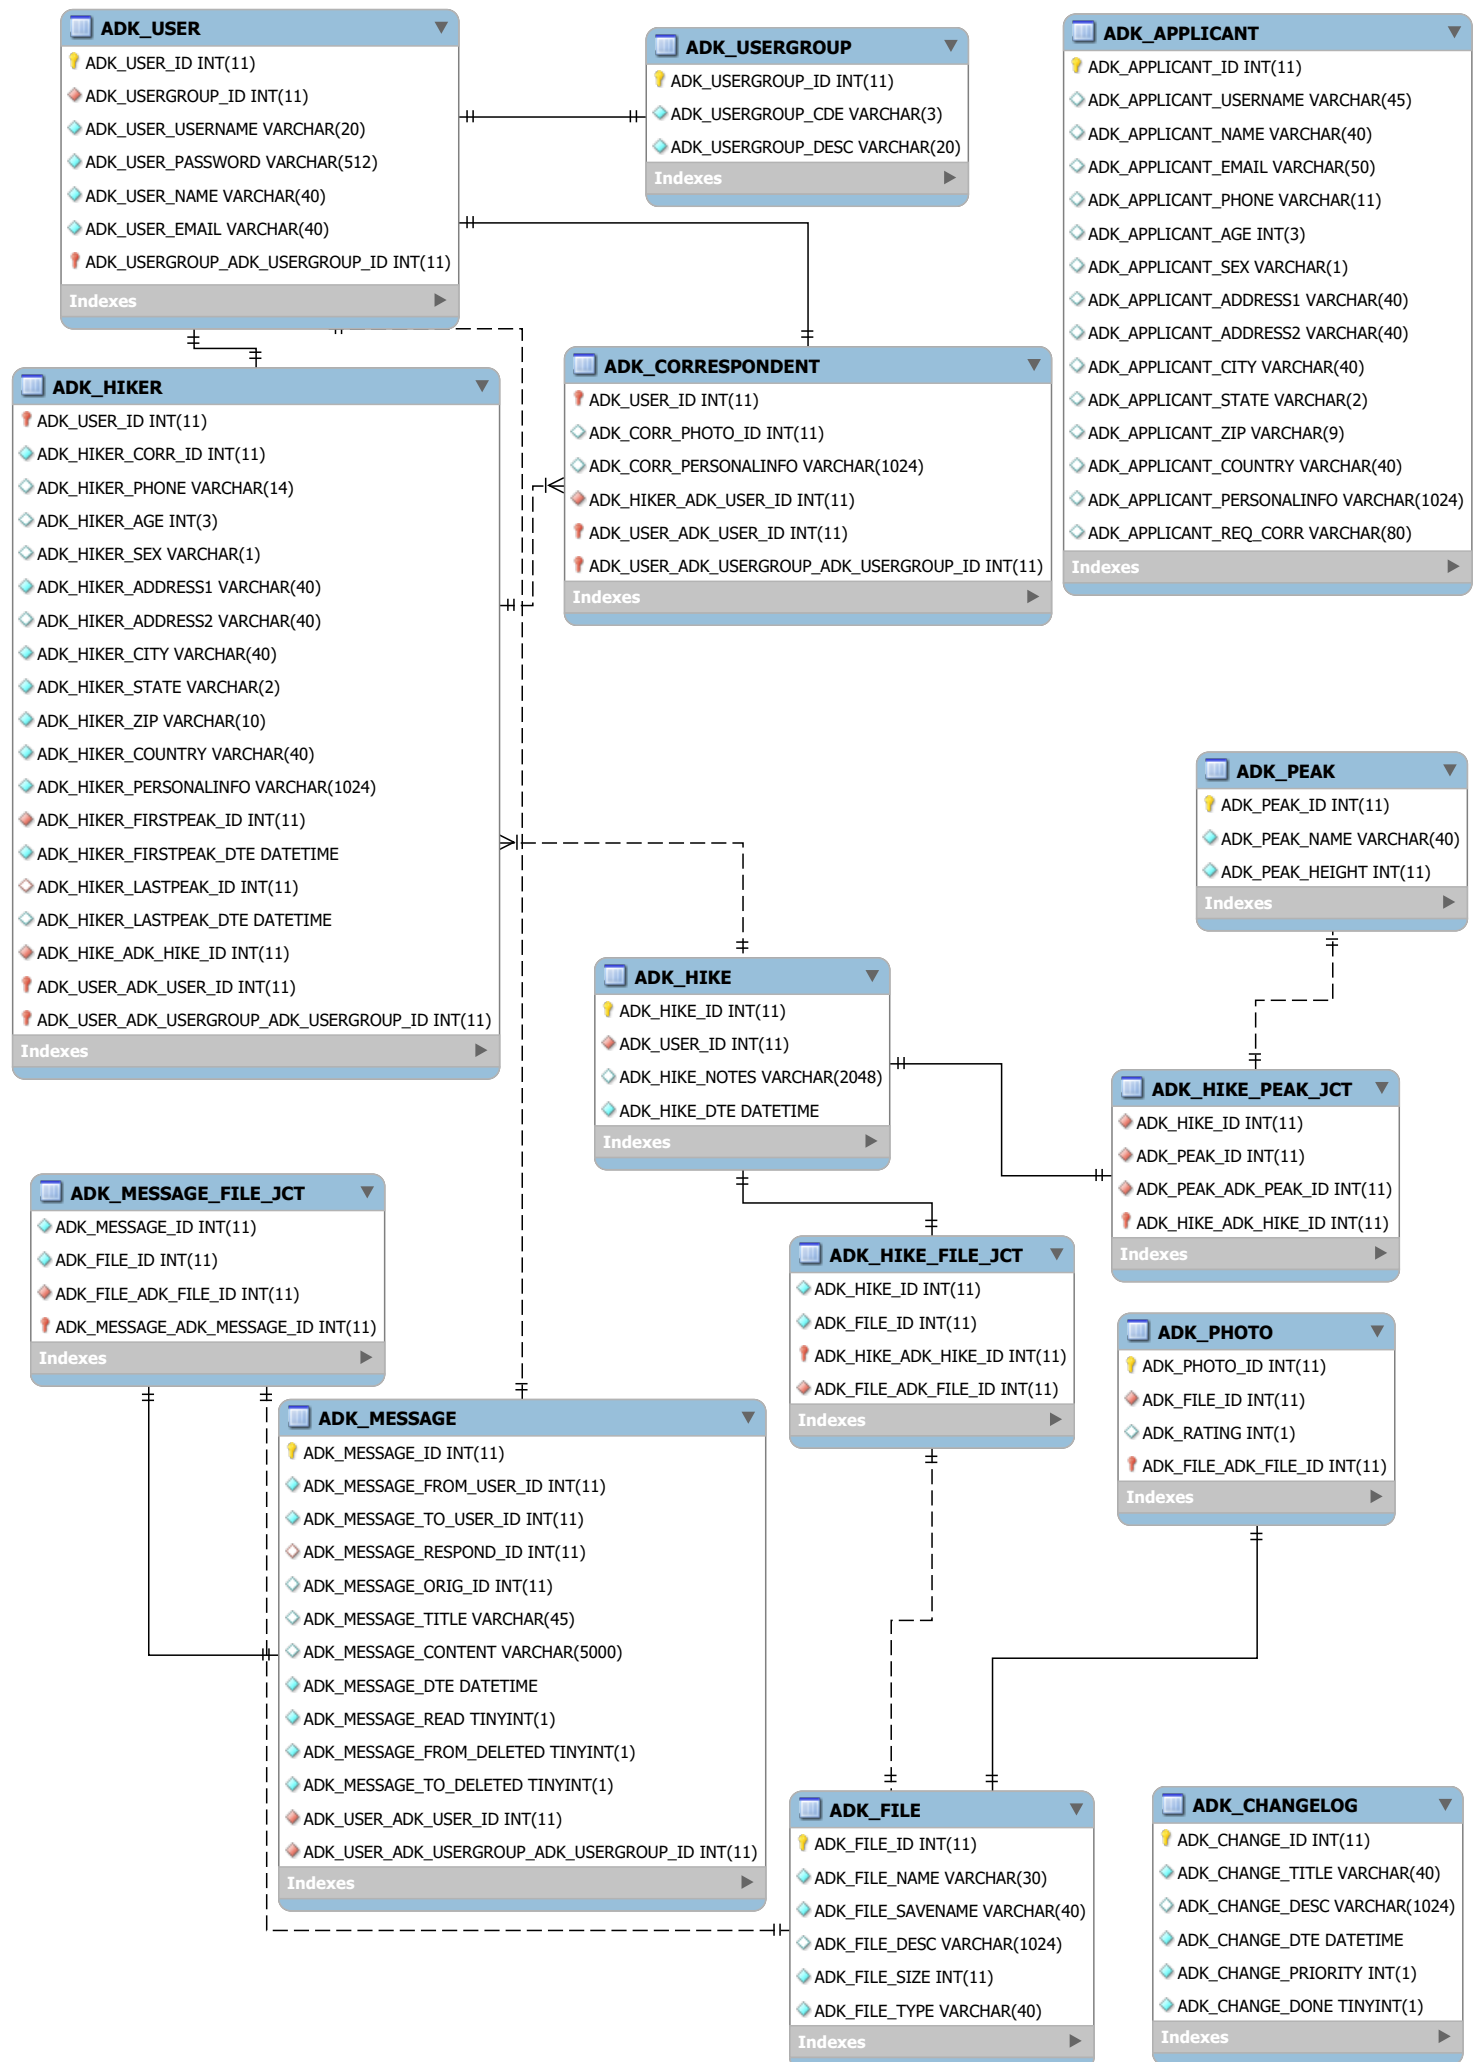 ADK_USER
ADK_USER_ID INT(11)
ADK_USERGROUP_ID INT(11)
ADK_USER_USERNAME VARCHAR(20)
ADK_USER_PASSWORD VARCHAR(512)
ADK_USER_NAME VARCHAR(40)
ADK_USER_EMAIL VARCHAR(40)
ADK_USERGROUP_ADK_USERGROUP_ID INT(11)
Indexes
ADK_USERGROUP
ADK_USERGROUP_ID INT(11)
ADK_USERGROUP_CDE VARCHAR(3)
ADK_USERGROUP_DESC VARCHAR(20)
Indexes
ADK_APPLICANT
ADK_APPLICANT_ID INT(11)
ADK_APPLICANT_USERNAME VARCHAR(45)
ADK_APPLICANT_NAME VARCHAR(40)
ADK_APPLICANT_EMAIL VARCHAR(50)
ADK_APPLICANT_PHONE VARCHAR(11)
ADK_APPLICANT_AGE INT(3)
ADK_APPLICANT_SEX VARCHAR(1)
ADK_APPLICANT_ADDRESS1 VARCHAR(40)
ADK_APPLICANT_ADDRESS2 VARCHAR(40)
ADK_APPLICANT_CITY VARCHAR(40)
ADK_APPLICANT_STATE VARCHAR(2)
ADK_APPLICANT_ZIP VARCHAR(9)
ADK_APPLICANT_COUNTRY VARCHAR(40)
ADK_APPLICANT_PERSONALINFO VARCHAR(1024)
ADK_APPLICANT_REQ_CORR VARCHAR(80)
Indexes
ADK_HIKER
ADK_USER_ID INT(11)
ADK_HIKER_CORR_ID INT(11)
ADK_HIKER_PHONE VARCHAR(14)
ADK_HIKER_AGE INT(3)
ADK_HIKER_SEX VARCHAR(1)
ADK_HIKER_ADDRESS1 VARCHAR(40)
ADK_HIKER_ADDRESS2 VARCHAR(40)
ADK_HIKER_CITY VARCHAR(40)
ADK_HIKER_STATE VARCHAR(2)
ADK_HIKER_ZIP VARCHAR(10)
ADK_HIKER_COUNTRY VARCHAR(40)
ADK_HIKER_PERSONALINFO VARCHAR(1024)
ADK_HIKER_FIRSTPEAK_ID INT(11)
ADK_HIKER_FIRSTPEAK_DTE DATETIME
ADK_HIKER_LASTPEAK_ID INT(11)
ADK_HIKER_LASTPEAK_DTE DATETIME
ADK_HIKE_ADK_HIKE_ID INT(11)
ADK_USER_ADK_USER_ID INT(11)
ADK_USER_ADK_USERGROUP_ADK_USERGROUP_ID INT(11)
Indexes
ADK_CORRESPONDENT
ADK_USER_ID INT(11)
ADK_CORR_PHOTO_ID INT(11)
ADK_CORR_PERSONALINFO VARCHAR(1024)
ADK_HIKER_ADK_USER_ID INT(11)
ADK_USER_ADK_USER_ID INT(11)
ADK_USER_ADK_USERGROUP_ADK_USERGROUP_ID INT(11)
Indexes
ADK_PEAK
ADK_PEAK_ID INT(11)
ADK_PEAK_NAME VARCHAR(40)
ADK_PEAK_HEIGHT INT(11)
Indexes
ADK_HIKE
ADK_HIKE_ID INT(11)
ADK_USER_ID INT(11)
ADK_HIKE_NOTES VARCHAR(2048)
ADK_HIKE_DTE DATETIME
Indexes
ADK_HIKE_PEAK_JCT
ADK_HIKE_ID INT(11)
ADK_PEAK_ID INT(11)
ADK_PEAK_ADK_PEAK_ID INT(11)
ADK_HIKE_ADK_HIKE_ID INT(11)
Indexes
ADK_MESSAGE_FILE_JCT
ADK_MESSAGE_ID INT(11)
ADK_FILE_ID INT(11)
ADK_FILE_ADK_FILE_ID INT(11)
ADK_MESSAGE_ADK_MESSAGE_ID INT(11)
Indexes
ADK_HIKE_FILE_JCT
ADK_HIKE_ID INT(11)
ADK_FILE_ID INT(11)
ADK_HIKE_ADK_HIKE_ID INT(11)
ADK_FILE_ADK_FILE_ID INT(11)
Indexes
ADK_PHOTO
ADK_PHOTO_ID INT(11)
ADK_FILE_ID INT(11)
ADK_RATING INT(1)
ADK_FILE_ADK_FILE_ID INT(11)
Indexes
ADK_MESSAGE
ADK_MESSAGE_ID INT(11)
ADK_MESSAGE_FROM_USER_ID INT(11)
ADK_MESSAGE_TO_USER_ID INT(11)
ADK_MESSAGE_RESPOND_ID INT(11)
ADK_MESSAGE_ORIG_ID INT(11)
ADK_MESSAGE_TITLE VARCHAR(45)
ADK_MESSAGE_CONTENT VARCHAR(5000)
ADK_MESSAGE_DTE DATETIME
ADK_MESSAGE_READ TINYINT(1)
ADK_MESSAGE_FROM_DELETED TINYINT(1)
ADK_MESSAGE_TO_DELETED TINYINT(1)
ADK_USER_ADK_USER_ID INT(11)
ADK_USER_ADK_USERGROUP_ADK_USERGROUP_ID INT(11)
Indexes
ADK_FILE
ADK_FILE_ID INT(11)
ADK_FILE_NAME VARCHAR(30)
ADK_FILE_SAVENAME VARCHAR(40)
ADK_FILE_DESC VARCHAR(1024)
ADK_FILE_SIZE INT(11)
ADK_FILE_TYPE VARCHAR(40)
Indexes
ADK_CHANGELOG
ADK_CHANGE_ID INT(11)
ADK_CHANGE_TITLE VARCHAR(40)
ADK_CHANGE_DESC VARCHAR(1024)
ADK_CHANGE_DTE DATETIME
ADK_CHANGE_PRIORITY INT(1)
ADK_CHANGE_DONE TINYINT(1)
Indexes